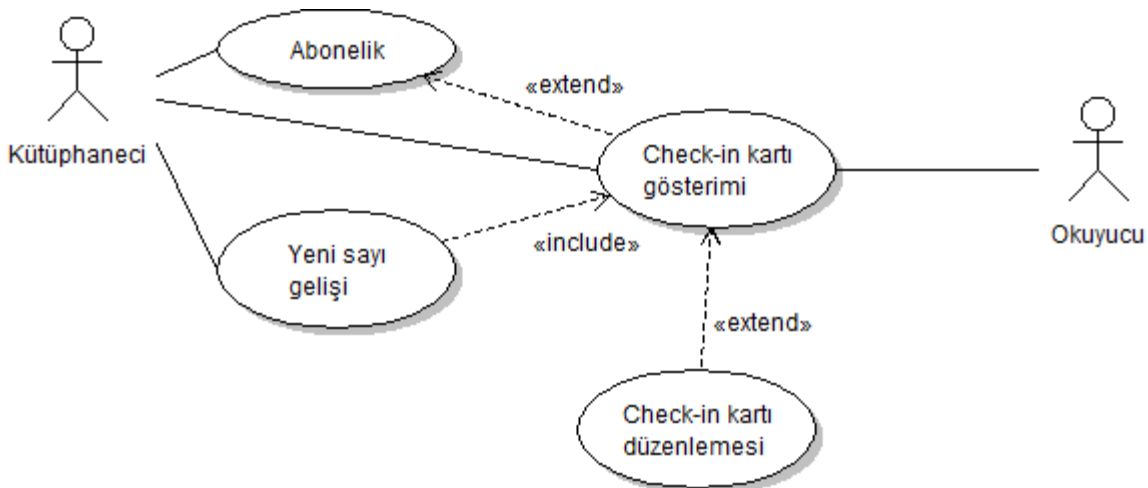 Abonelik
«extend»
Kütüphaneci
Check-in kartı
gösterimi
Okuyucu
Yeni sayı
gelişi
«include»
«extend»
Check-in kartı
düzenlemesi